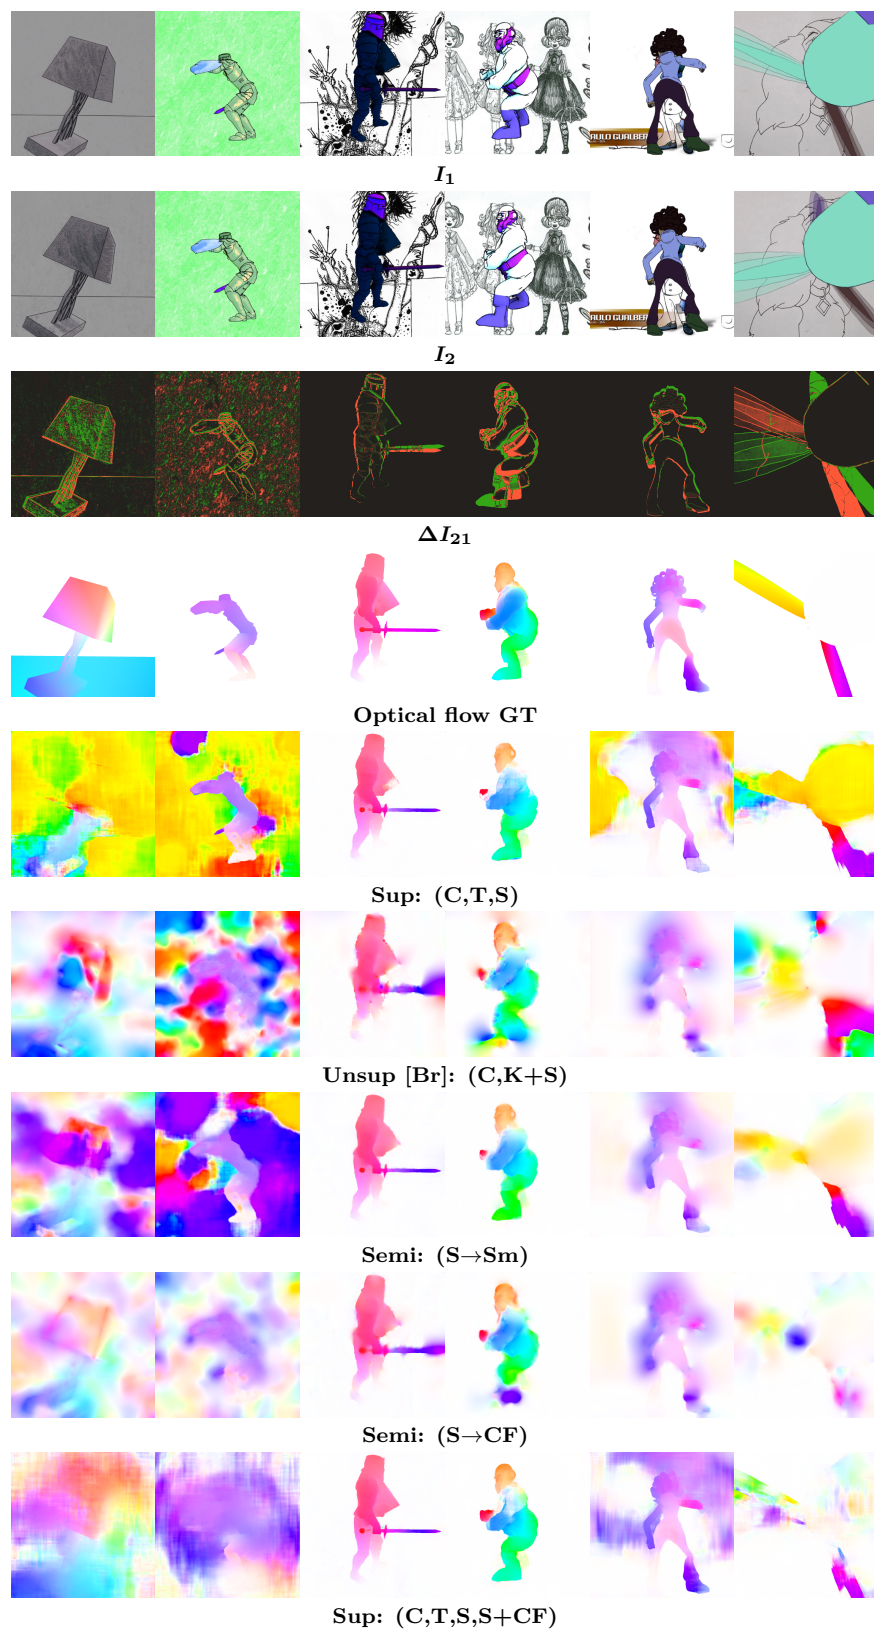 AULO GUALBER
I₁
AULO GUALBER
I₂
ΔI₂₁
Optical flow GT
Sup: (C,T,S)
Unsup [Br]: (C,K+S)
Semi: (S→Sm)
Semi: (S→CF)
Sup: (C,T,S,S+CF)